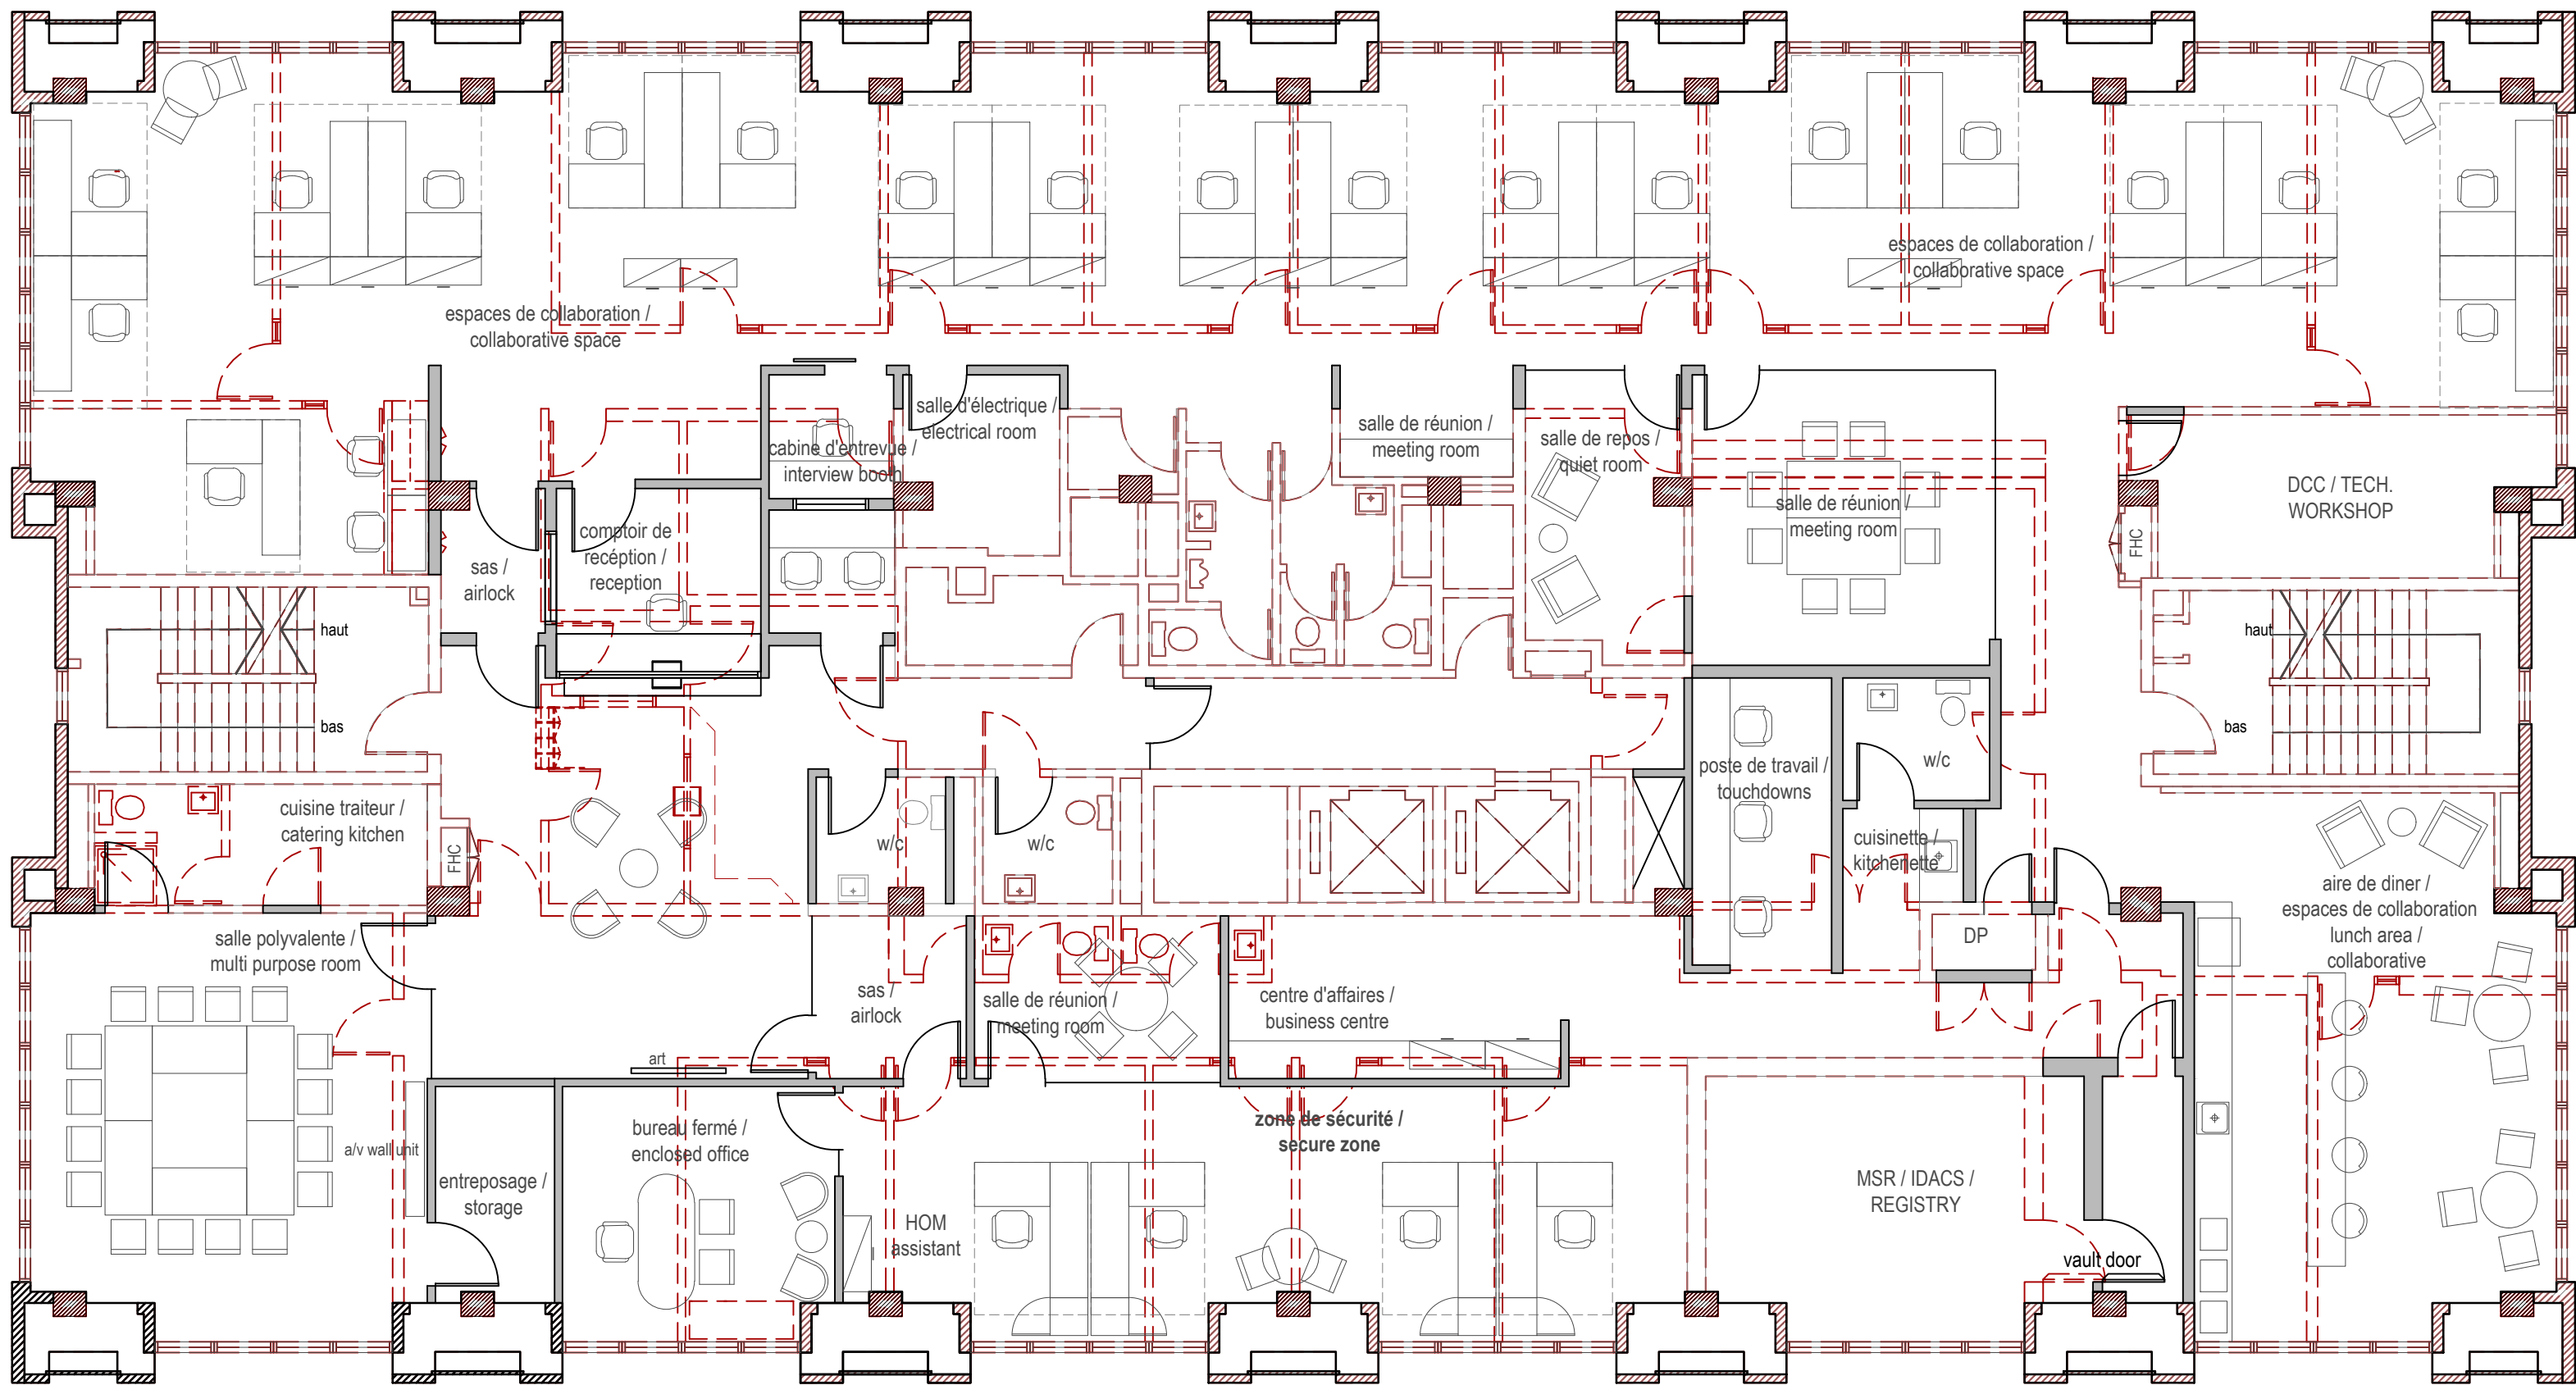 espaces de collaboration /
collaborative space
espaces de collaboration /
collaborative space
salle d'électrique /
electrical room
cabine d'entrevue /
interview booth
salle de réunion /
meeting room
salle de repos /
quiet room
salle de réunion /
meeting room
DCC / TECH.
WORKSHOP
FHC
comptoir de
recéption /
reception
sas /
airlock
haut
bas
haut
bas
cuisine traiteur /
catering kitchen
FHC
w/c
w/c
poste de travail /
touchdowns
w/c
cuisinette /
kitchenette
DP
aire de diner /
espaces de collaboration
lunch area /
collaborative
salle polyvalente /
multi purpose room
sas /
airlock
salle de réunion /
meeting room
centre d'affaires /
business centre
art
a/v wall unit
entreposage /
storage
bureau fermé /
enclosed office
HOM
assistant
zone de sécurité /
secure zone
MSR / IDACS /
REGISTRY
vault door